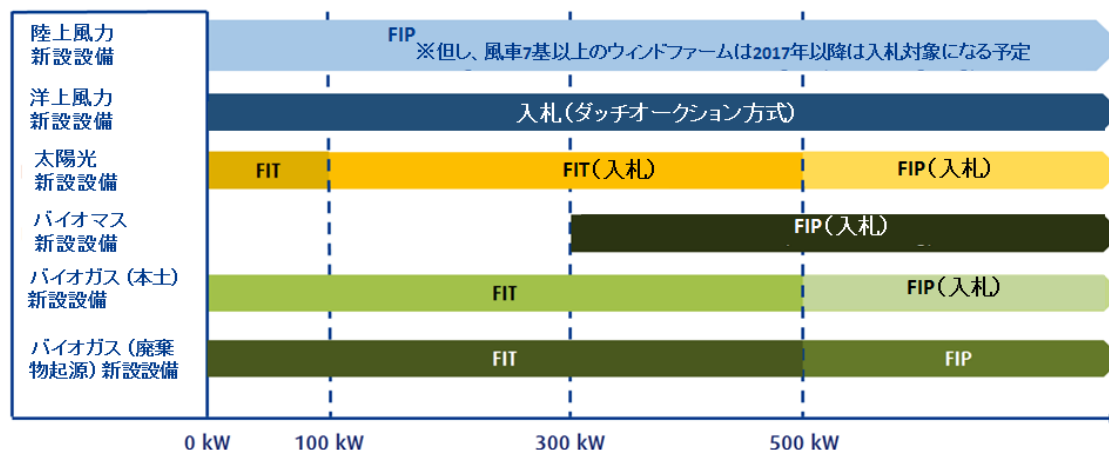 陸上風力
新設設備
FIP
※但し、風車7基以上のウィンドファームは2017年以降は入札対象になる予定
洋上風力
新設設備
入札(ダッチオークション方式)
太陽光
新設設備
FIT
FIT(入札)
FIP(入札)
バイオマス
新設設備
FIP(入札)
バイオガス (本土)
新設設備
FIT
FIP(入札)
バイオガス (廃棄
物起源) 新設設備
FIT
FIP
0 kW
100 kW
300 kW
500 kW